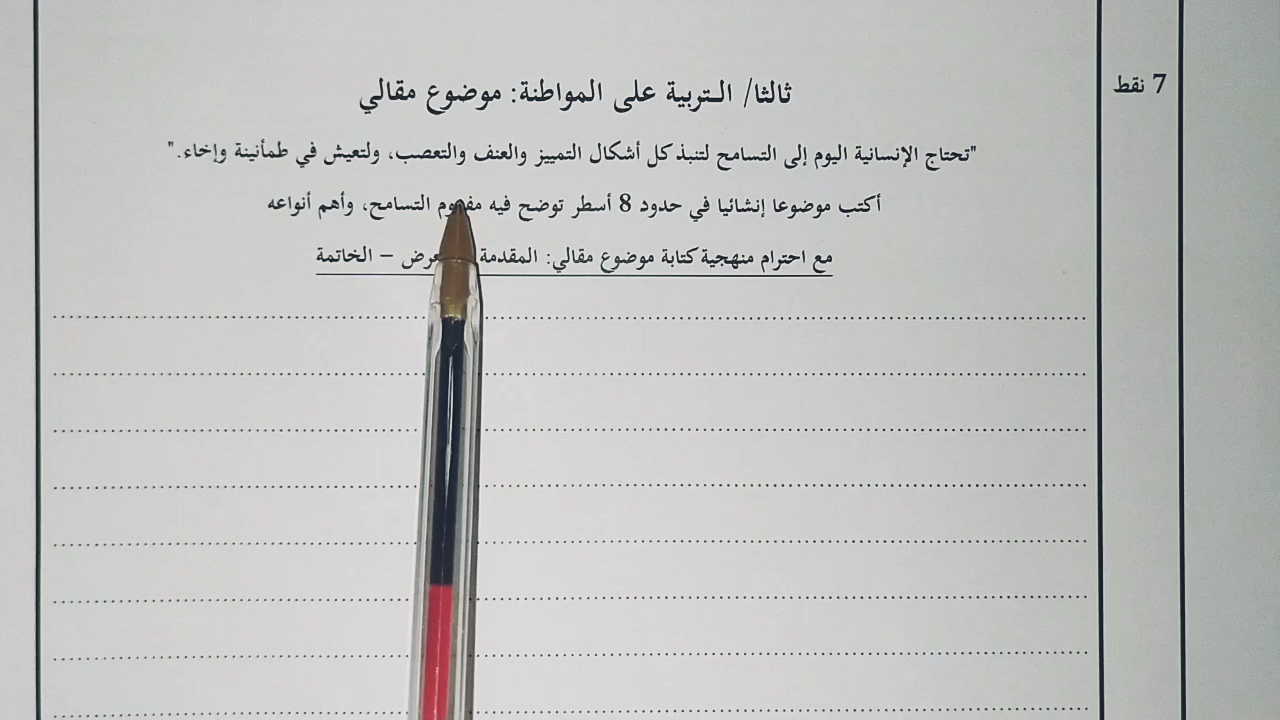 7 نقط
ثالثا/ التربية على المواطنة: موضوع مقالي
"تحتاج الإنسانية اليوم إلى التسامح لتنبذ كل أشكال التمييز والعنف والتعصب، ولتعيش في طمأنينة وإخاء."
أكتب موضوعا إنشائيا في حدود 8 أسطر توضح فيه مفهوم التسامح، وأهم أنواعه
مع احترام منهجية كتابة موضوع مقالي: المقدمة – العرض – الخاتمة